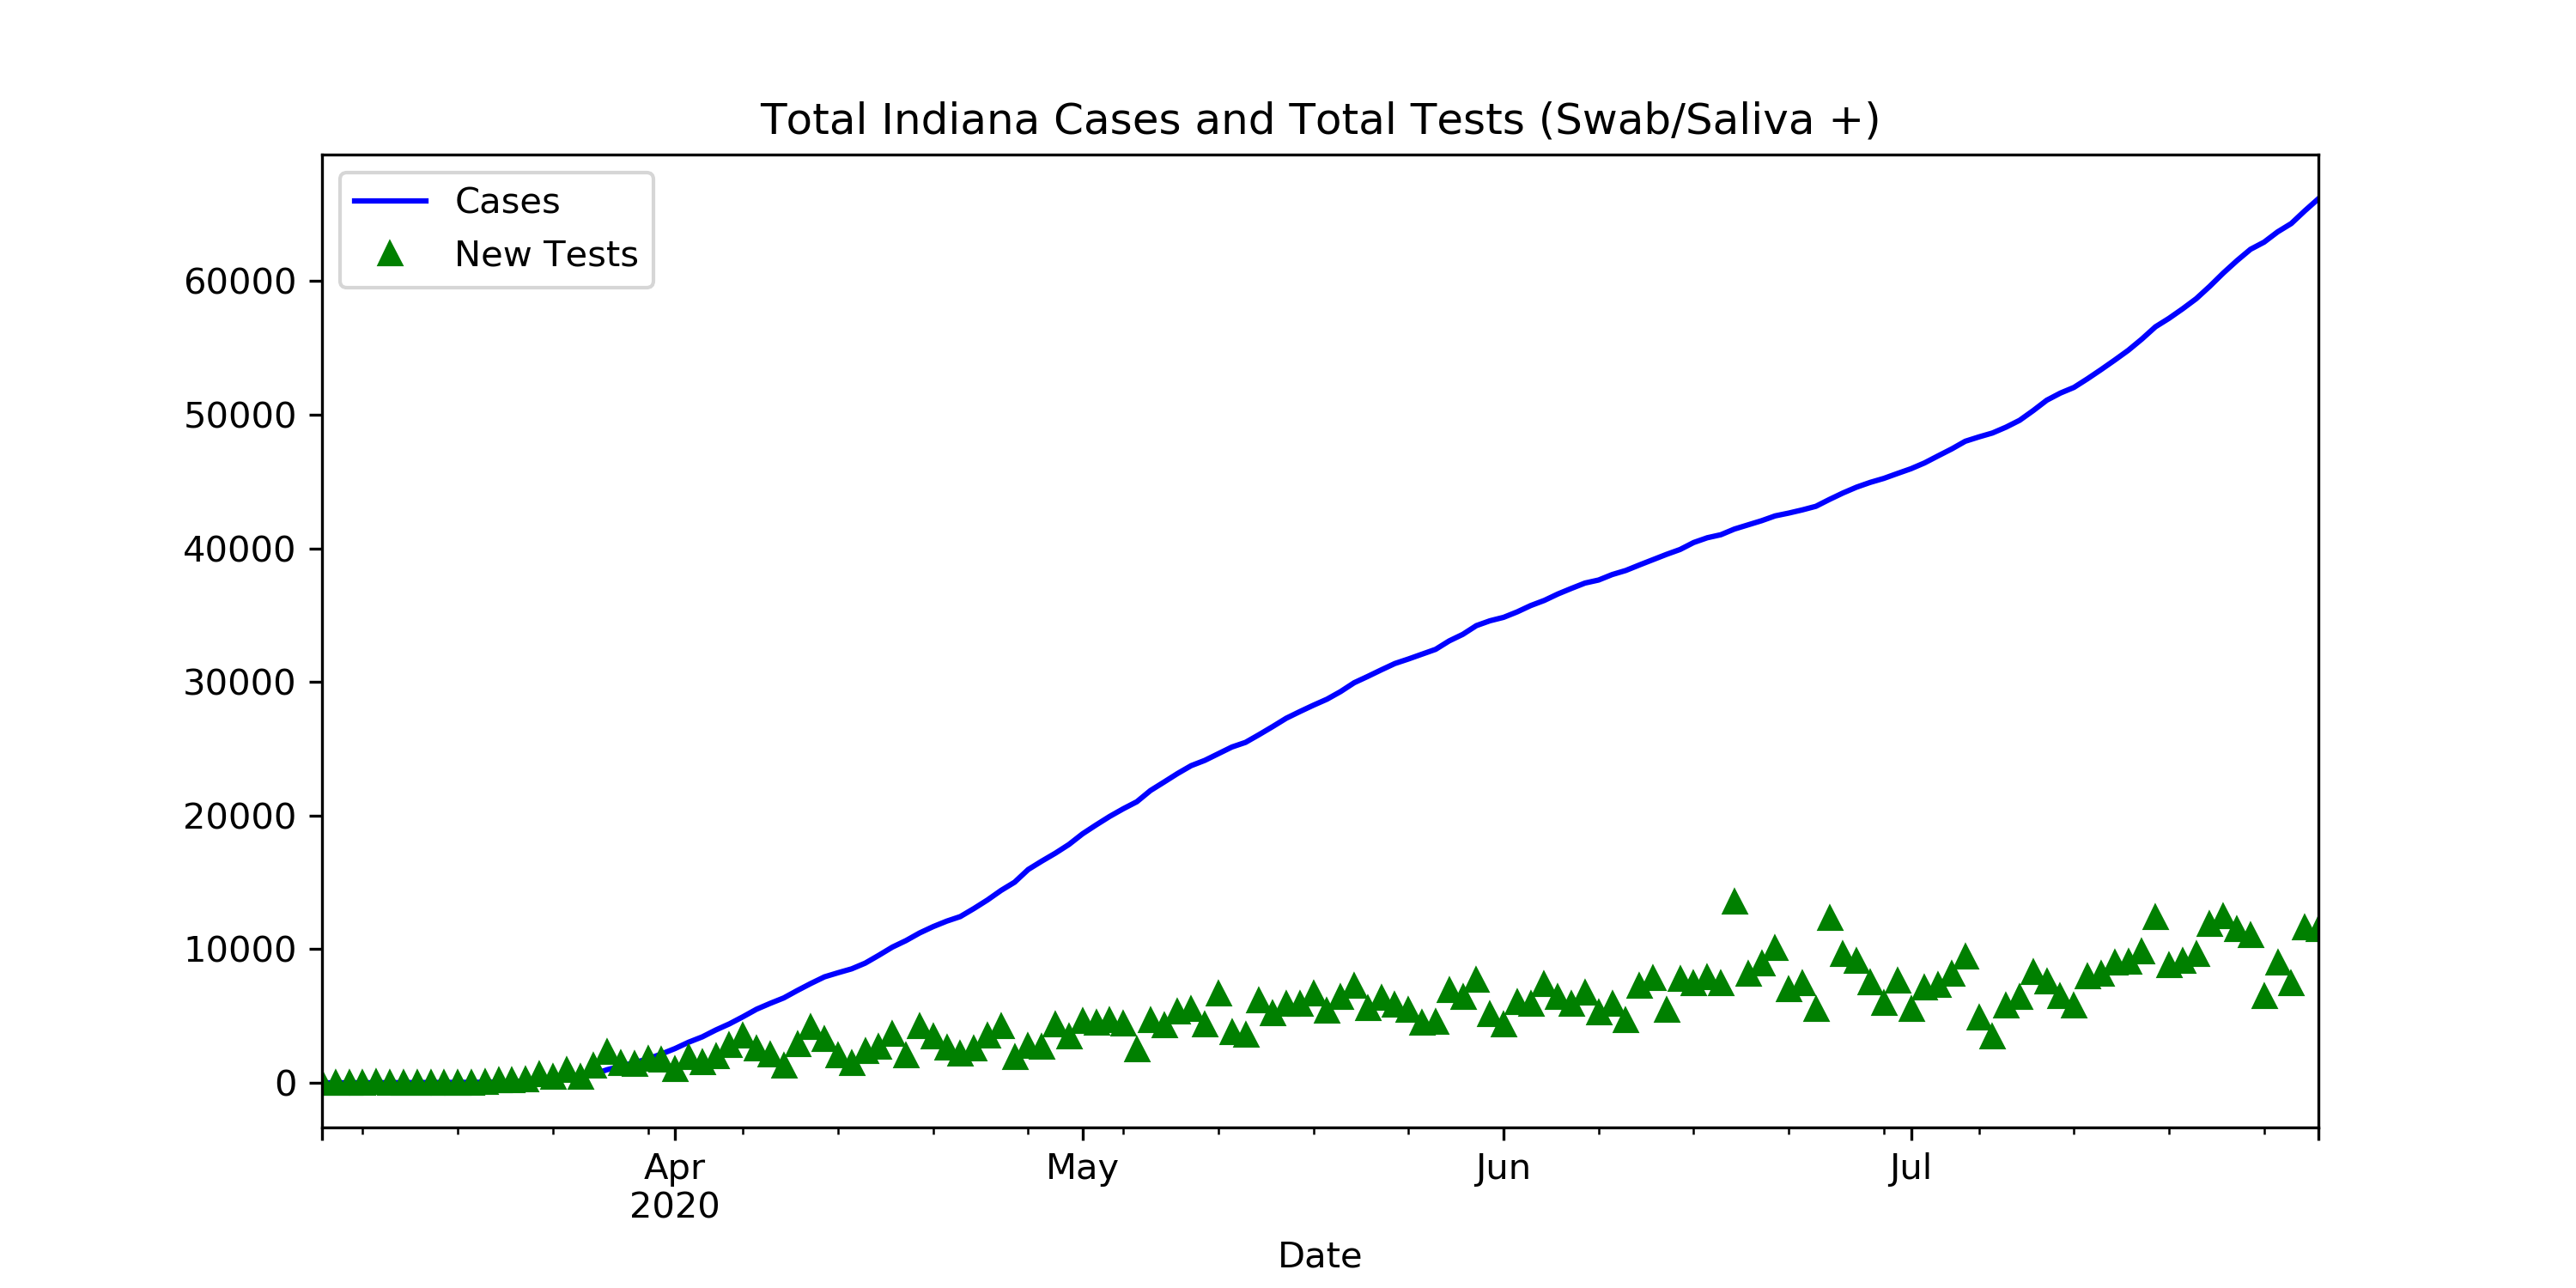 Total Indiana Cases and Total Tests (Swab/Saliva +)
Cases
New Tests
60000
50000
40000
30000
20000
10000
0
Apr May Jun Jul
2020
Date